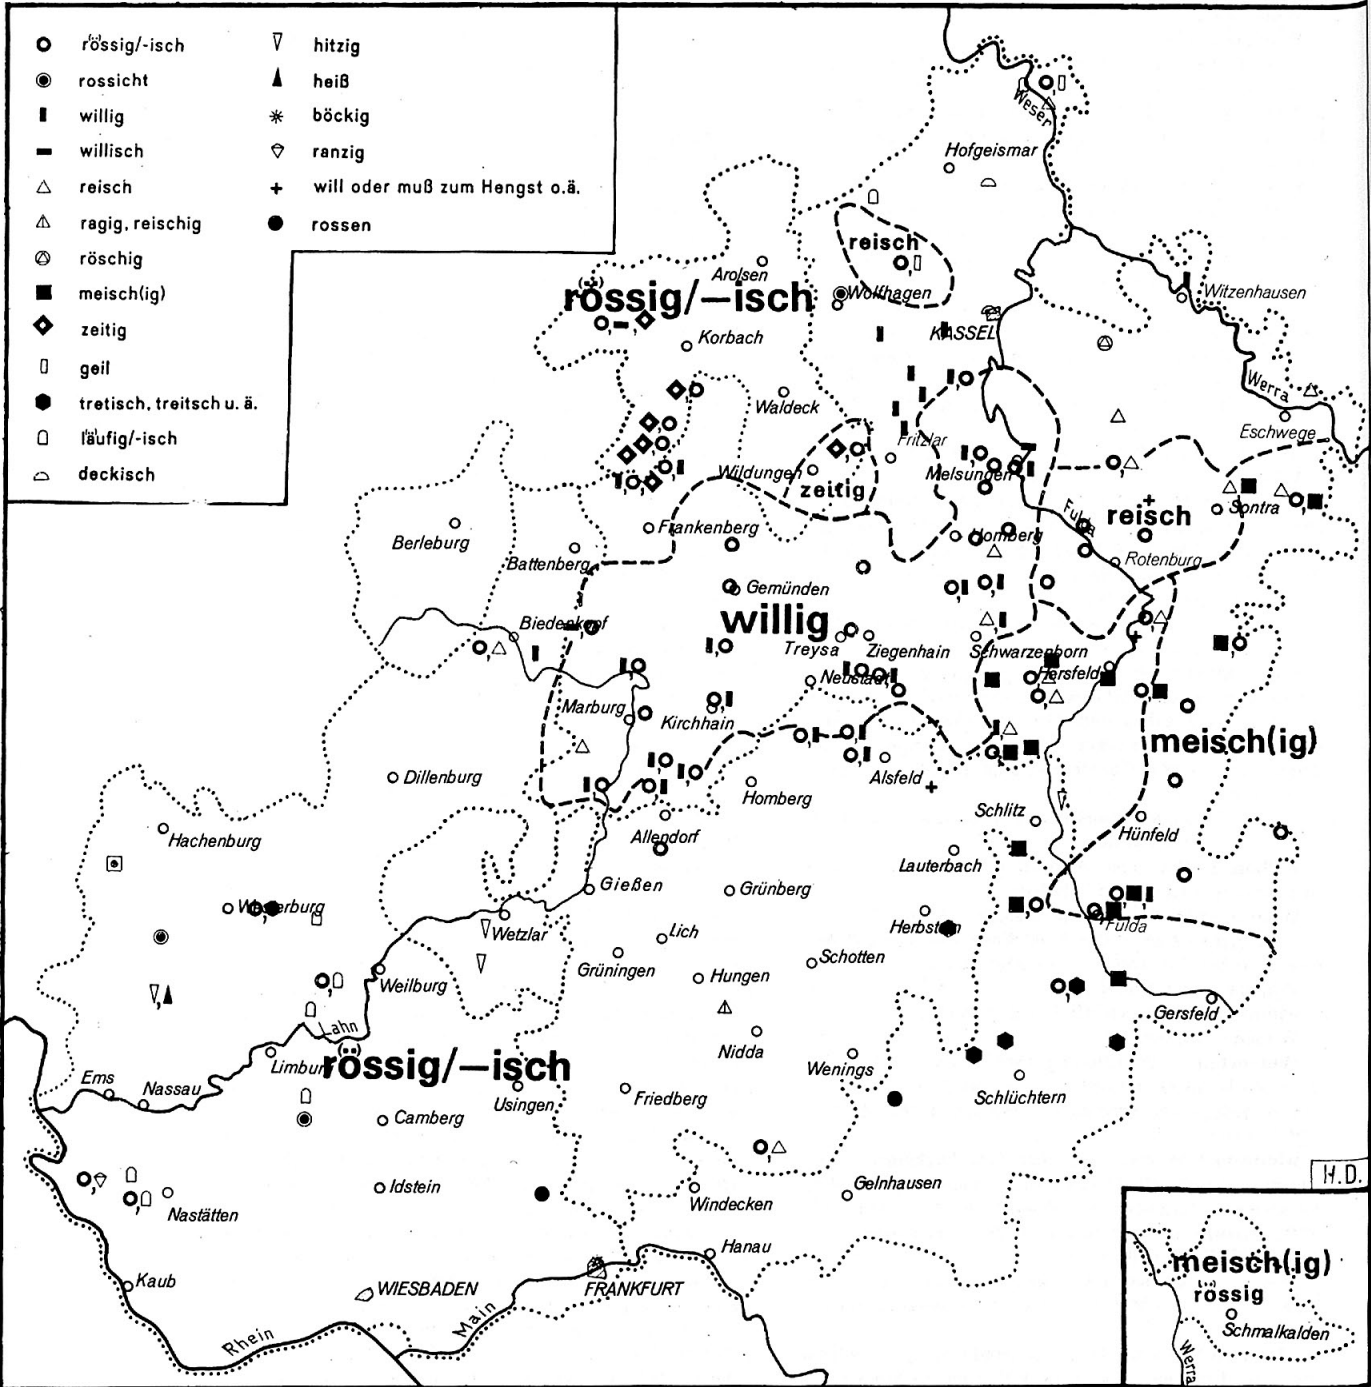 rö̈ssig/-isch
rossicht
willig
willisch
reisch
ragig, reischig
röschig
meisch(ig)
zeitig
geil
tretisch, treitsch u. ä.
läufig/-isch
deckisch
hitzig
heiß
böckig
ranzig
will oder muß zum Hengst o.ä.
rossen
Weser
Hofgeismar
reisch
Arolsen
rössig/–isch
Wolfhagen
Witzenhausen
KASSEL
Korbach
Werra
Waldeck
Eschwege
Fritzlar
Wildungen
Melsungen
zeitig
Sontra
Fulda
reisch
Frankenberg
Homberg
Berleburg
Battenberg
Rotenburg
Gemünden
willig
Biedenkopf
Treysa
Ziegenhain
Schwarzenborn
Neustadt
Hersfeld
Marburg
Kirchhain
meisch(ig)
Dillenburg
Alsfeld
Homberg
Schlitz
Hachenburg
Allendorf
Hünfeld
Lauterbach
Gießen
Grünberg
Westerburg
Wetzlar
Lich
Herbstein
Fulda
Grüningen
Schotten
Weilburg
Hungen
Gersfeld
Lahn
Nidda
Limburg
rössig/–isch
Wenings
Ems
Nassau
Usingen
Friedberg
Schlüchtern
Camberg
Idstein
Gelnhausen
Nastätten
Windecken
H.D.
Hanau
Kaub
WIESBADEN
FRANKFURT
Main
Rhein
meisch(ig)
rössig
Schmalkalden
Werra